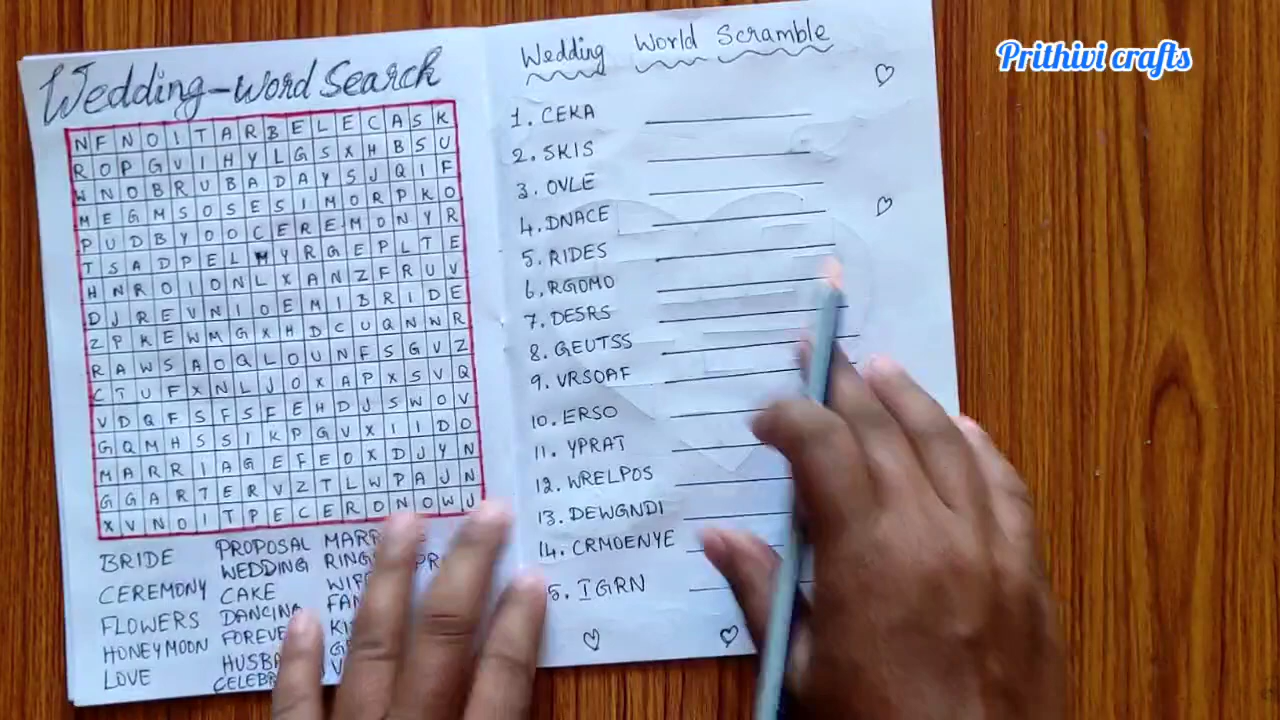 Prithivi crafts
Wedding-Word Search
N F N O I T A R B E L E C A S K
R O P G V I H Y L G S X H B S U
W N O B R U B A D A Y S J Q I F
M E G M S O S E S I M O R P K O
P U D B Y O O C E R E M O N Y R
T S A D P E L M Y R G E P L T E
H N R O I O N L X A N Z F R U V
D J R E V N I O E M I B R I D E
Z P K E W M G X H D C U Q N W R
R A W S A O Q L O U N F S G V Z
C T U F X N L J O X A P X S V Q
V D Q F S F S F E H D J S W O V
G Q M H S S I K P G V X I I D O
M A R R I A G E F E O X D J Y N
G G A R T E R V Z T L W P A J N
X V N O I T P E C E R O N O W J
BRIDE PROPOSAL
CEREMONY WEDDING
FLOWERS CAKE
HONEYMOON
LOVE
Wedding World Scramble
1. CEKA
2. SKIS
3. OVLE
4. DNACE
5. RIDES
6. RGOMO
7. DESRS
8. GEUTSS
9. VRSOAF
10. ERSO
11. YPRAT
12. WRELPOS
13. DEWGNDI
14. CRMOENYE
5. IGRN